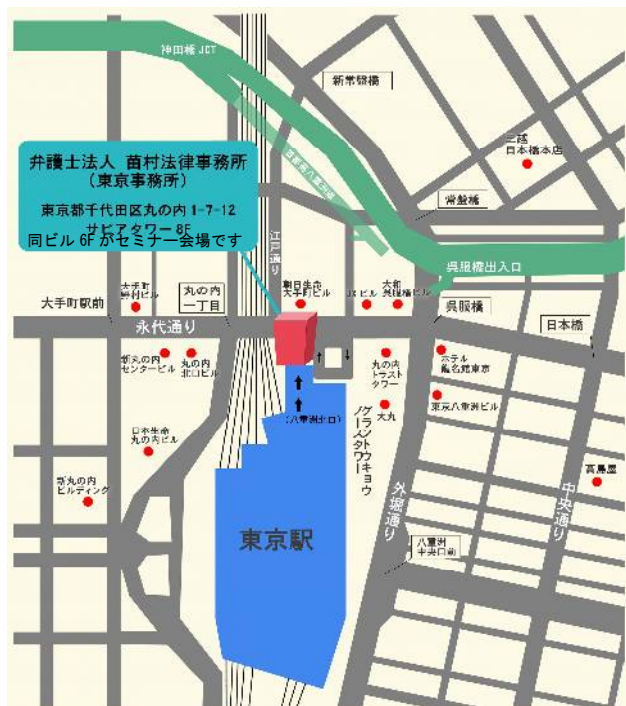 神田橋JCT
新常盤橋
三越
日本橋本店
弁護士法人 苗村法律事務所
(東京事務所)
東京都千代田区丸の内1-7-12
サピアタワー8F
同ビル6Fがセミナー会場です
常盤橋
江戸通り
呉服橋出入口
大手町
野村ビル
丸の内
一丁目
朝日生命
大手町ビル
JXビル
大和
呉服橋ビル
大手町駅前
呉服橋
日本橋
永代通り
新丸の内
センタービル
丸の内
北口ビル
丸の内
トラスト
タワー
ホテル
龍名館東京
大丸
東京八重洲ビル
(八重洲北口)
グラントウキョウ
ノースタワー
日本生命
丸の内ビル
新丸の内
ビルディング
高島屋
外堀通り
中央通り
東京駅
八重洲
中央口前